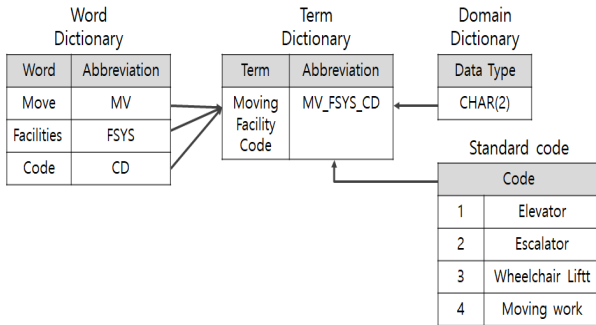 Word
Dictionary
Word Abbreviation
Move MV
Facilities FSYS
Code CD
Term
Dictionary
Term Abbreviation
Moving
Facility
Code
MV_FSYS_CD
Domain
Dictionary
Data Type
CHAR(2)
Standard code
Code
1 Elevator
2 Escalator
3 Wheelchair Liftt
4 Moving work